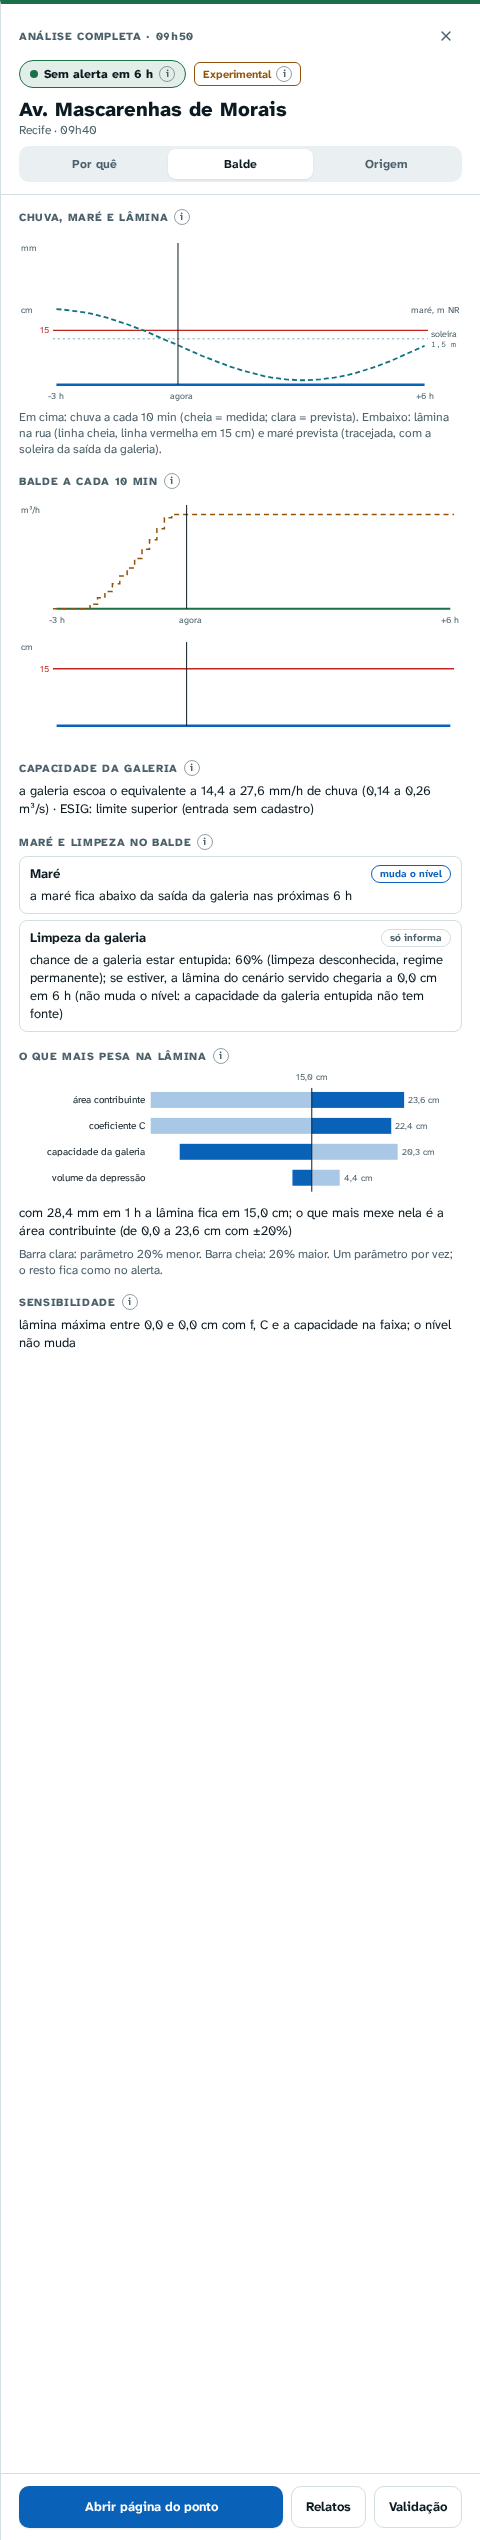 ANÁLISE COMPLETA · 09h50
Sem alerta em 6 h i
Experimental i
Av. Mascarenhas de Morais
Recife · 09h40
Por quê
Balde
Origem
CHUVA, MARÉ E LÂMINA i
mm
cm
maré, m NR
15
soleira
1,5 m
-3 h
agora
+6 h
Em cima: chuva a cada 10 min (cheia = medida; clara = prevista). Embaixo: lâmina
na rua (linha cheia, linha vermelha em 15 cm) e maré prevista (tracejada, com a
soleira da saída da galeria).
BALDE A CADA 10 MIN i
m³/h
-3 h
agora
+6 h
cm
15
CAPACIDADE DA GALERIA i
a galeria escoa o equivalente a 14,4 a 27,6 mm/h de chuva (0,14 a 0,26
m³/s) · ESIG: limite superior (entrada sem cadastro)
MARÉ E LIMPEZA NO BALDE i
Maré
muda o nível
a maré fica abaixo da saída da galeria nas próximas 6 h
Limpeza da galeria
só informa
chance de a galeria estar entupida: 60% (limpeza desconhecida, regime
permanente); se estiver, a lâmina do cenário servido chegaria a 0,0 cm
em 6 h (não muda o nível: a capacidade da galeria entupida não tem
fonte)
O QUE MAIS PESA NA LÂMINA i
15,0 cm
área contribuinte
23,6 cm
coeficiente C
22,4 cm
capacidade da galeria
20,3 cm
volume da depressão
4,4 cm
com 28,4 mm em 1 h a lâmina fica em 15,0 cm; o que mais mexe nela é a
área contribuinte (de 0,0 a 23,6 cm com ±20%)
Barra clara: parâmetro 20% menor. Barra cheia: 20% maior. Um parâmetro por vez;
o resto fica como no alerta.
SENSIBILIDADE i
lâmina máxima entre 0,0 e 0,0 cm com f, C e a capacidade na faixa; o nível
não muda
Abrir página do ponto
Relatos
Validação